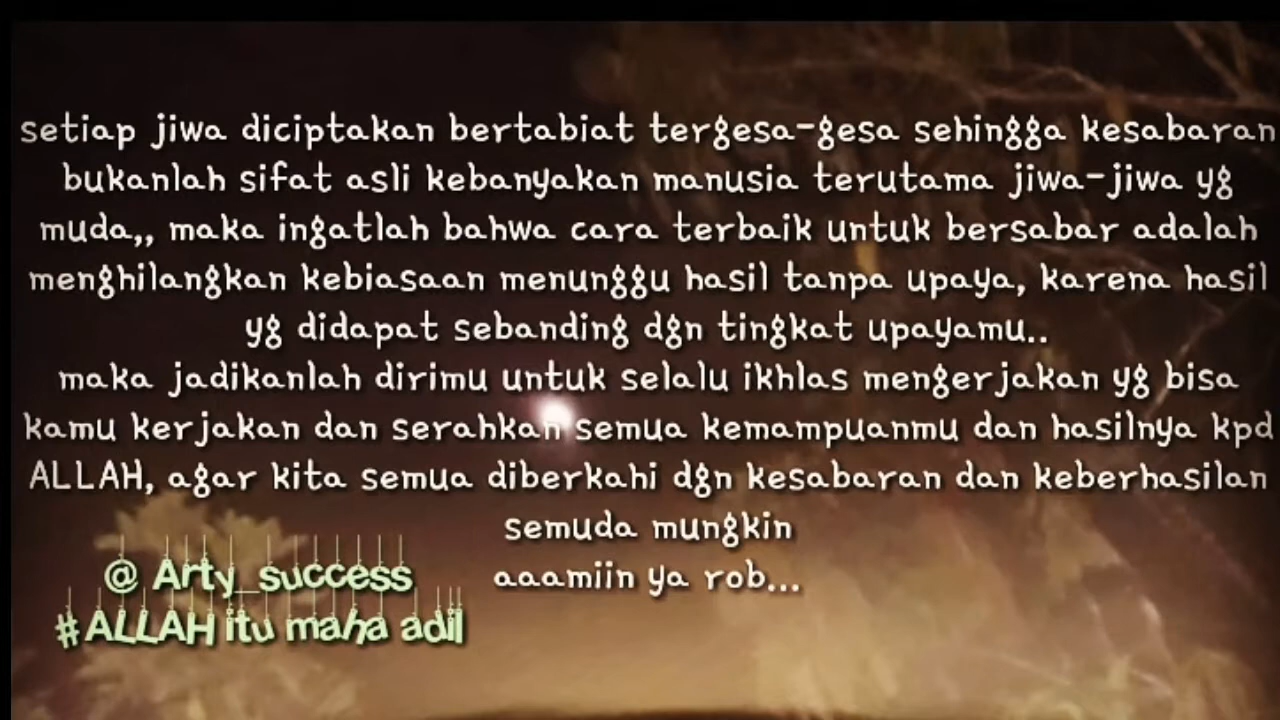 setiap jiwa diciptakan bertabiat tergesa-gesa sehingga kesabaran
bukanlah sifat asli kebanyakan manusia terutama jiwa-jiwa yg
muda,, maka ingatlah bahwa cara terbaik untuk bersabar adalah
menghilangkan kebiasaan menunggu hasil tanpa upaya, karena hasil
yg didapat sebanding dgn tingkat upayamu..
maka jadikanlah dirimu untuk selalu ikhlas mengerjakan yg bisa
kamu kerjakan dan serahkan semua kemampuanmu dan hasilnya kpd
ALLAH, agar kita semua diberkahi dgn kesabaran dan keberhasilan
semuda mungkin
aaamiin ya rob...
@ Arty_success
#ALLAH itu maha adil